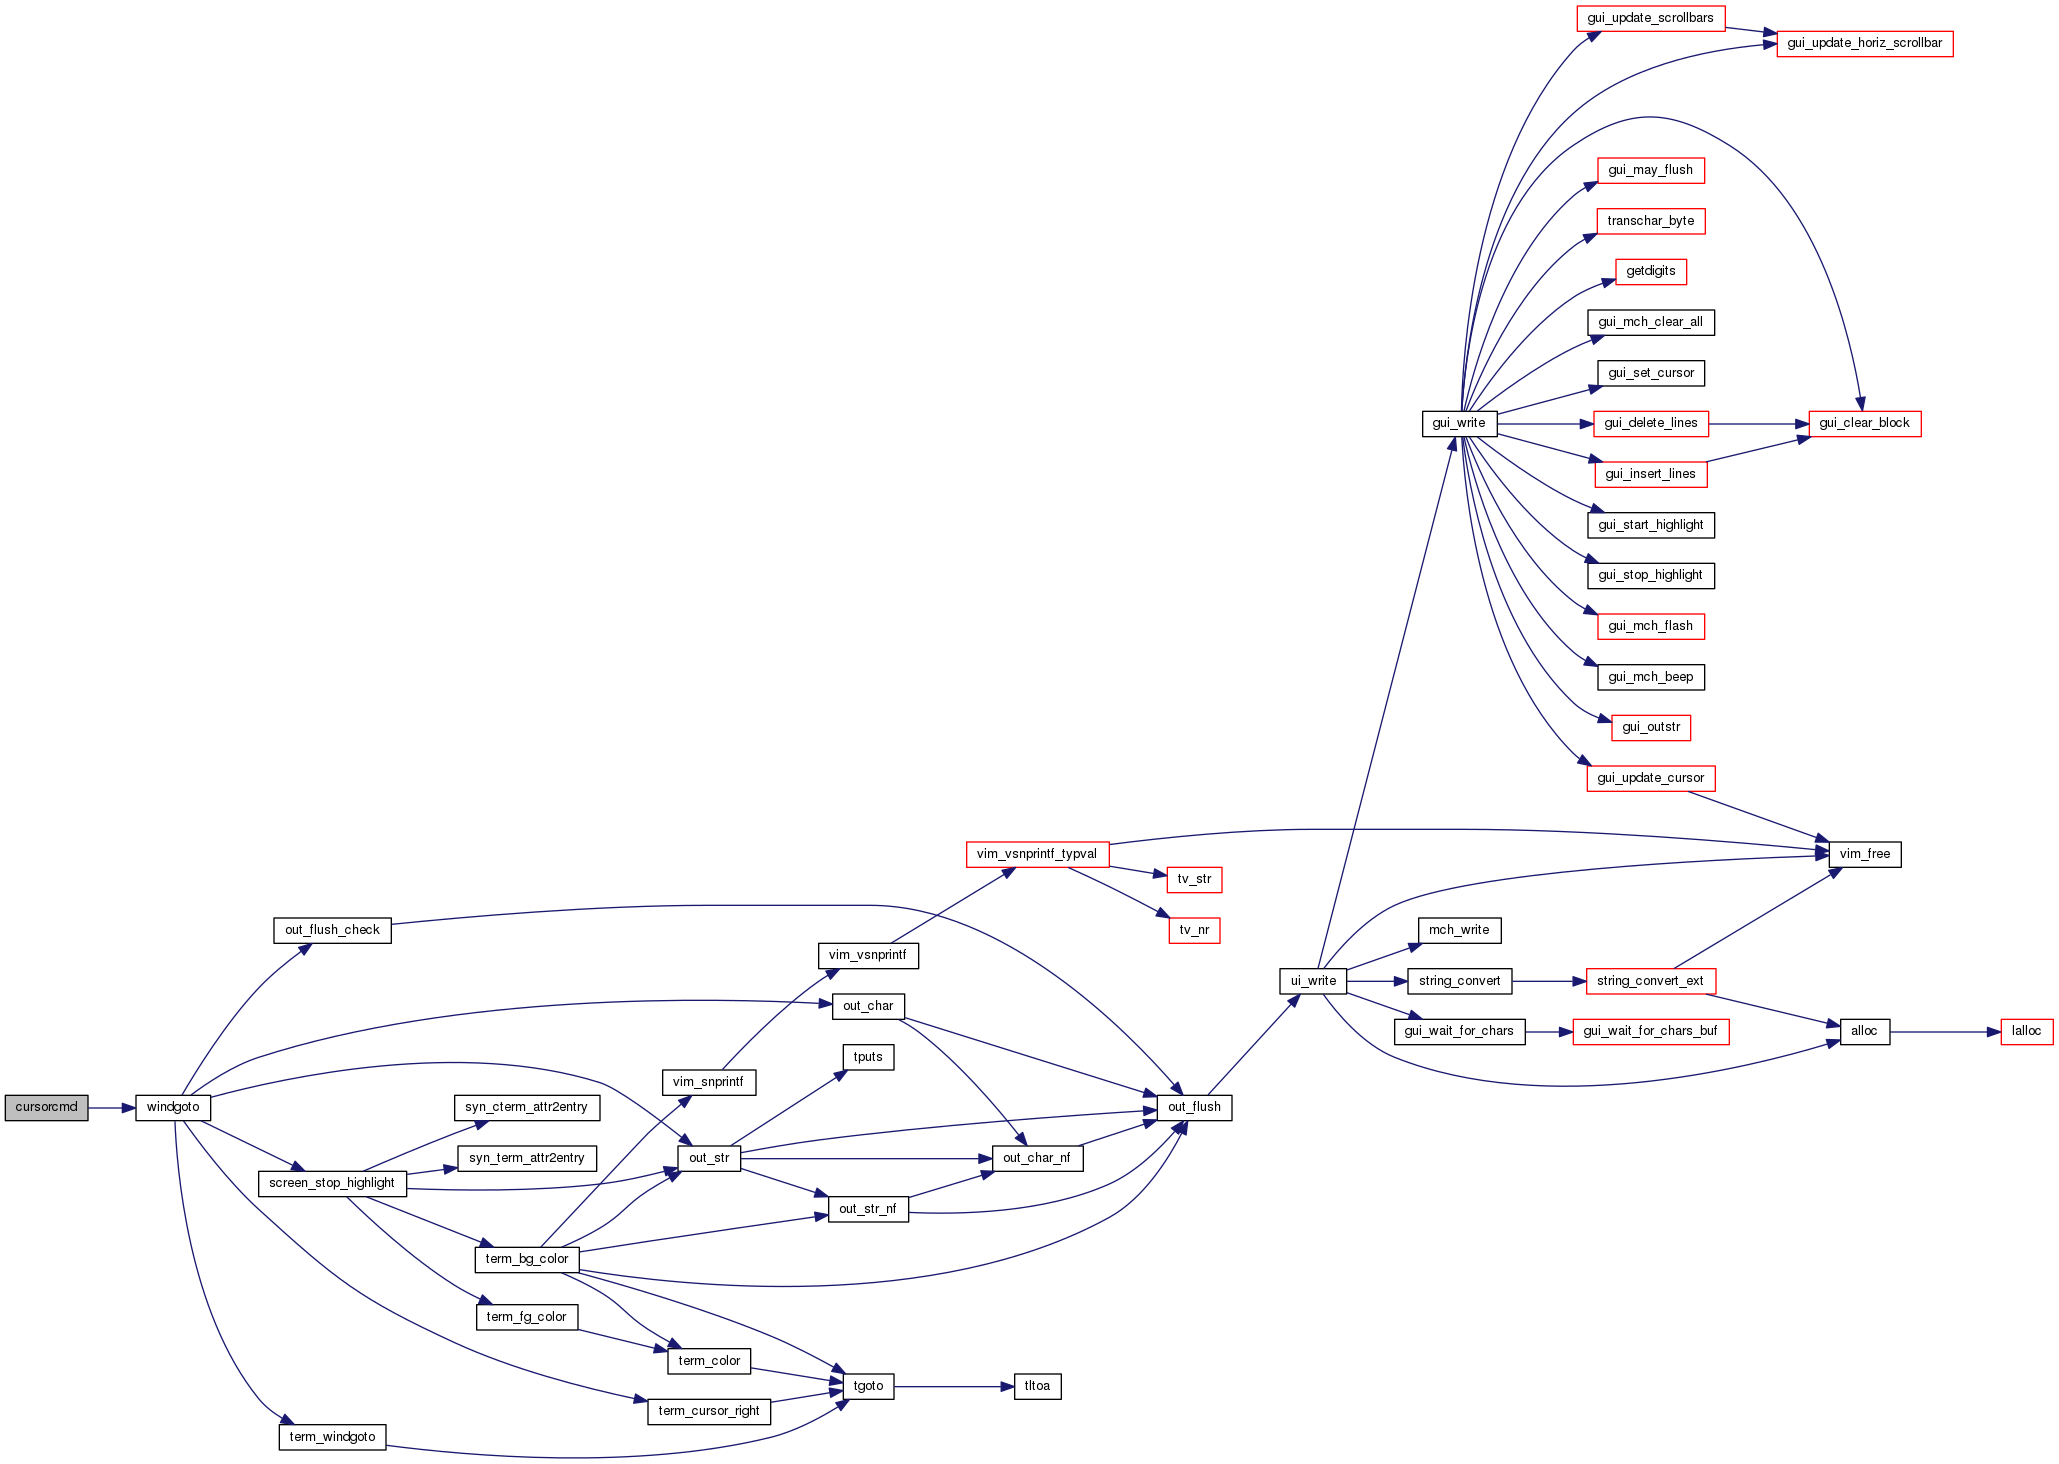 cursorcmd
windgoto
out_flush_check
screen_stop_highlight
term_windgoto
syn_cterm_attr2entry
syn_term_attr2entry
term_bg_color
term_fg_color
vim_snprintf
out_str
term_color
term_cursor_right
vim_vsnprintf
out_char
tputs
out_str_nf
tgoto
vim_vsnprintf_typval
out_char_nf
tltoa
tv_str
tv_nr
out_flush
ui_write
gui_write
mch_write
string_convert
gui_wait_for_chars
gui_update_scrollbars
gui_may_flush
transchar_byte
getdigits
gui_mch_clear_all
gui_set_cursor
gui_delete_lines
gui_insert_lines
gui_start_highlight
gui_stop_highlight
gui_mch_flash
gui_mch_beep
gui_outstr
gui_update_cursor
string_convert_ext
gui_wait_for_chars_buf
gui_update_horiz_scrollbar
gui_clear_block
vim_free
alloc
lalloc